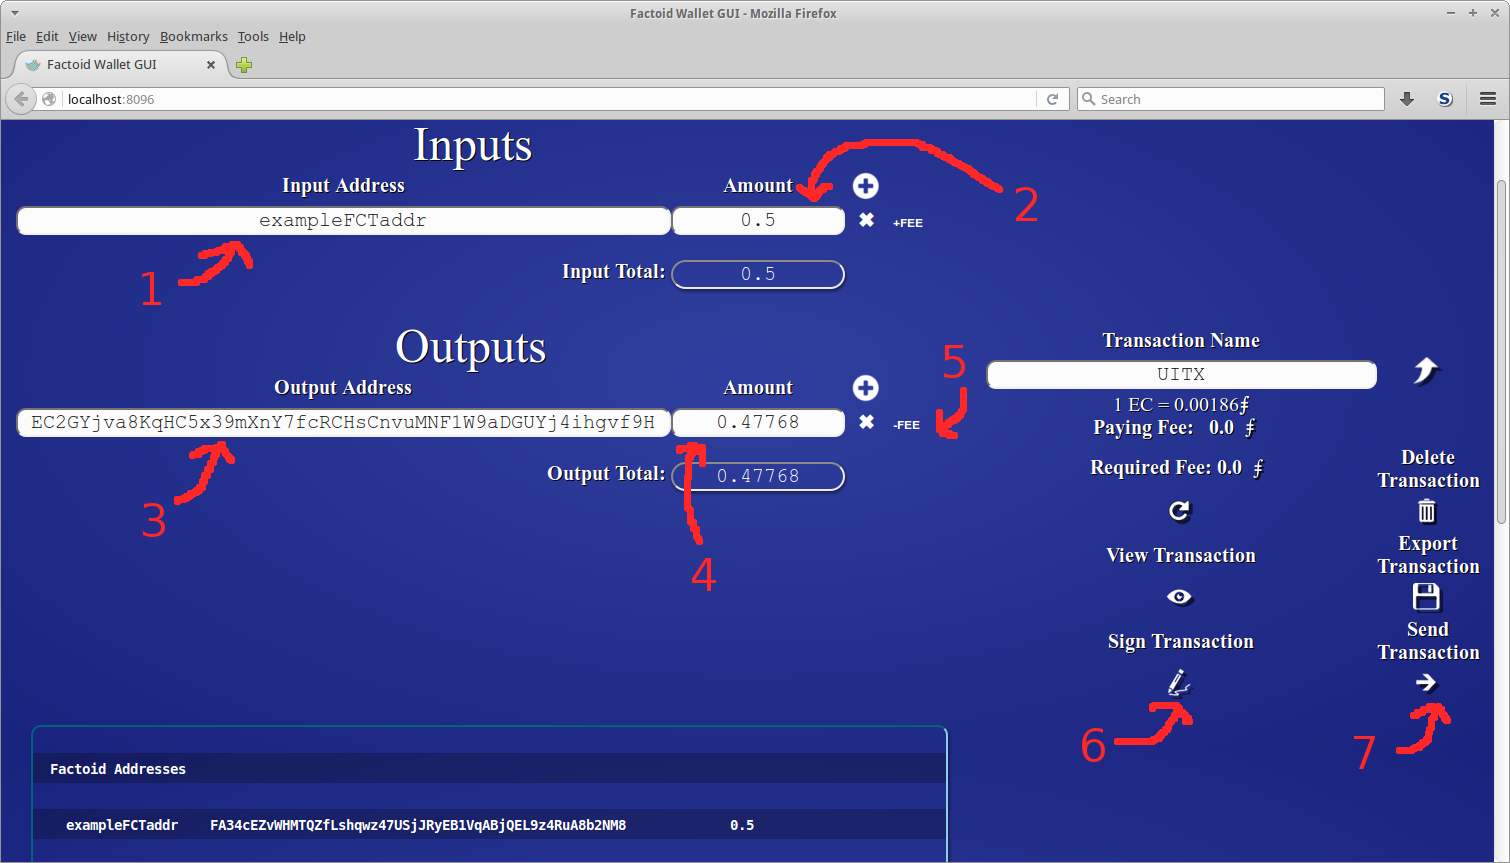 Factoid Wallet GUI - Mozilla Firefox
File Edit View History Bookmarks Tools Help
Factoid Wallet GUI
localhost:8096
Search
S
Inputs
Input Address Amount
2
exampleFCTaddr 0.5 +FEE
1
Input Total: 0.5
Outputs
Output Address Amount
5
EC2GYjva8KqHC5x39mXnY7fcRCHsCnvuMNF1W9aDGUYj4ihgvf9H 0.47768 -FEE
Output Total: 0.47768
3
4
Transaction Name
UITX
1 EC = 0.00186⨎
Paying Fee: 0.0 ⨎
Required Fee: 0.0 ⨎
View Transaction
Sign Transaction
6
Delete
Transaction
Export
Transaction
Send
Transaction
7
Factoid Addresses
exampleFCTaddr FA34cEZvWHMTQZfLshqwz47USjJRyEB1VqABjQEL9z4RuA8b2NM8 0.5